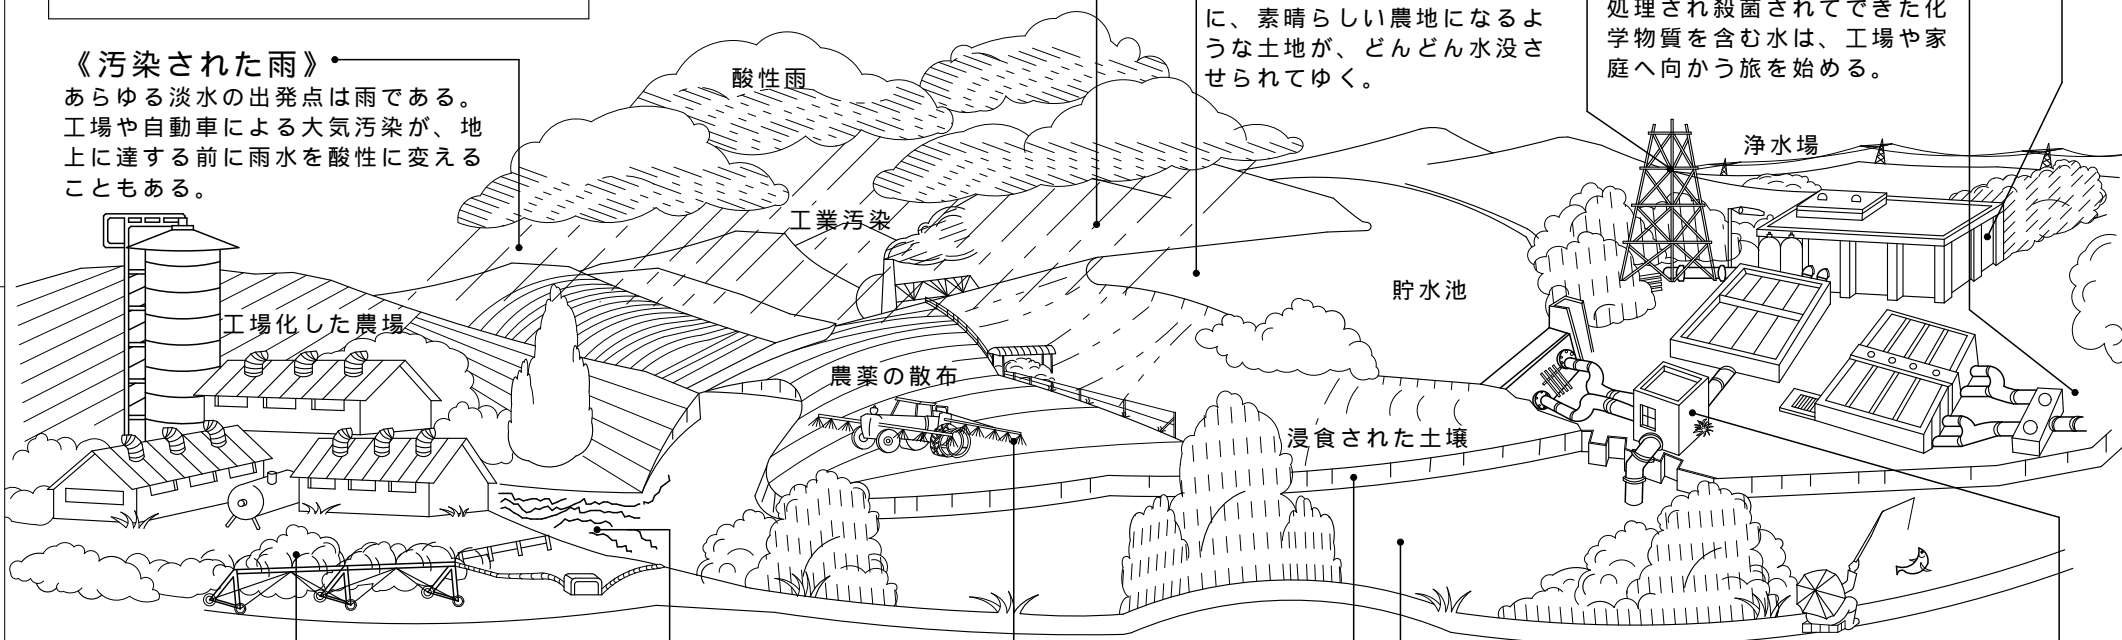 《汚染された雨》
あらゆる淡水の出発点は雨である。
工場や自動車による大気汚染が、地
上に達する前に雨水を酸性に変える
こともある。
酸性雨
に、素晴らしい農地になるよ
うな土地が、どんどん水没さ
せられてゆく。
処理され殺菌されてできた化
学物質を含む水は、工場や家
庭へ向かう旅を始める。
浄水場
工業汚染
貯水池
工場化した農場
農薬の散布
浸食された土壌